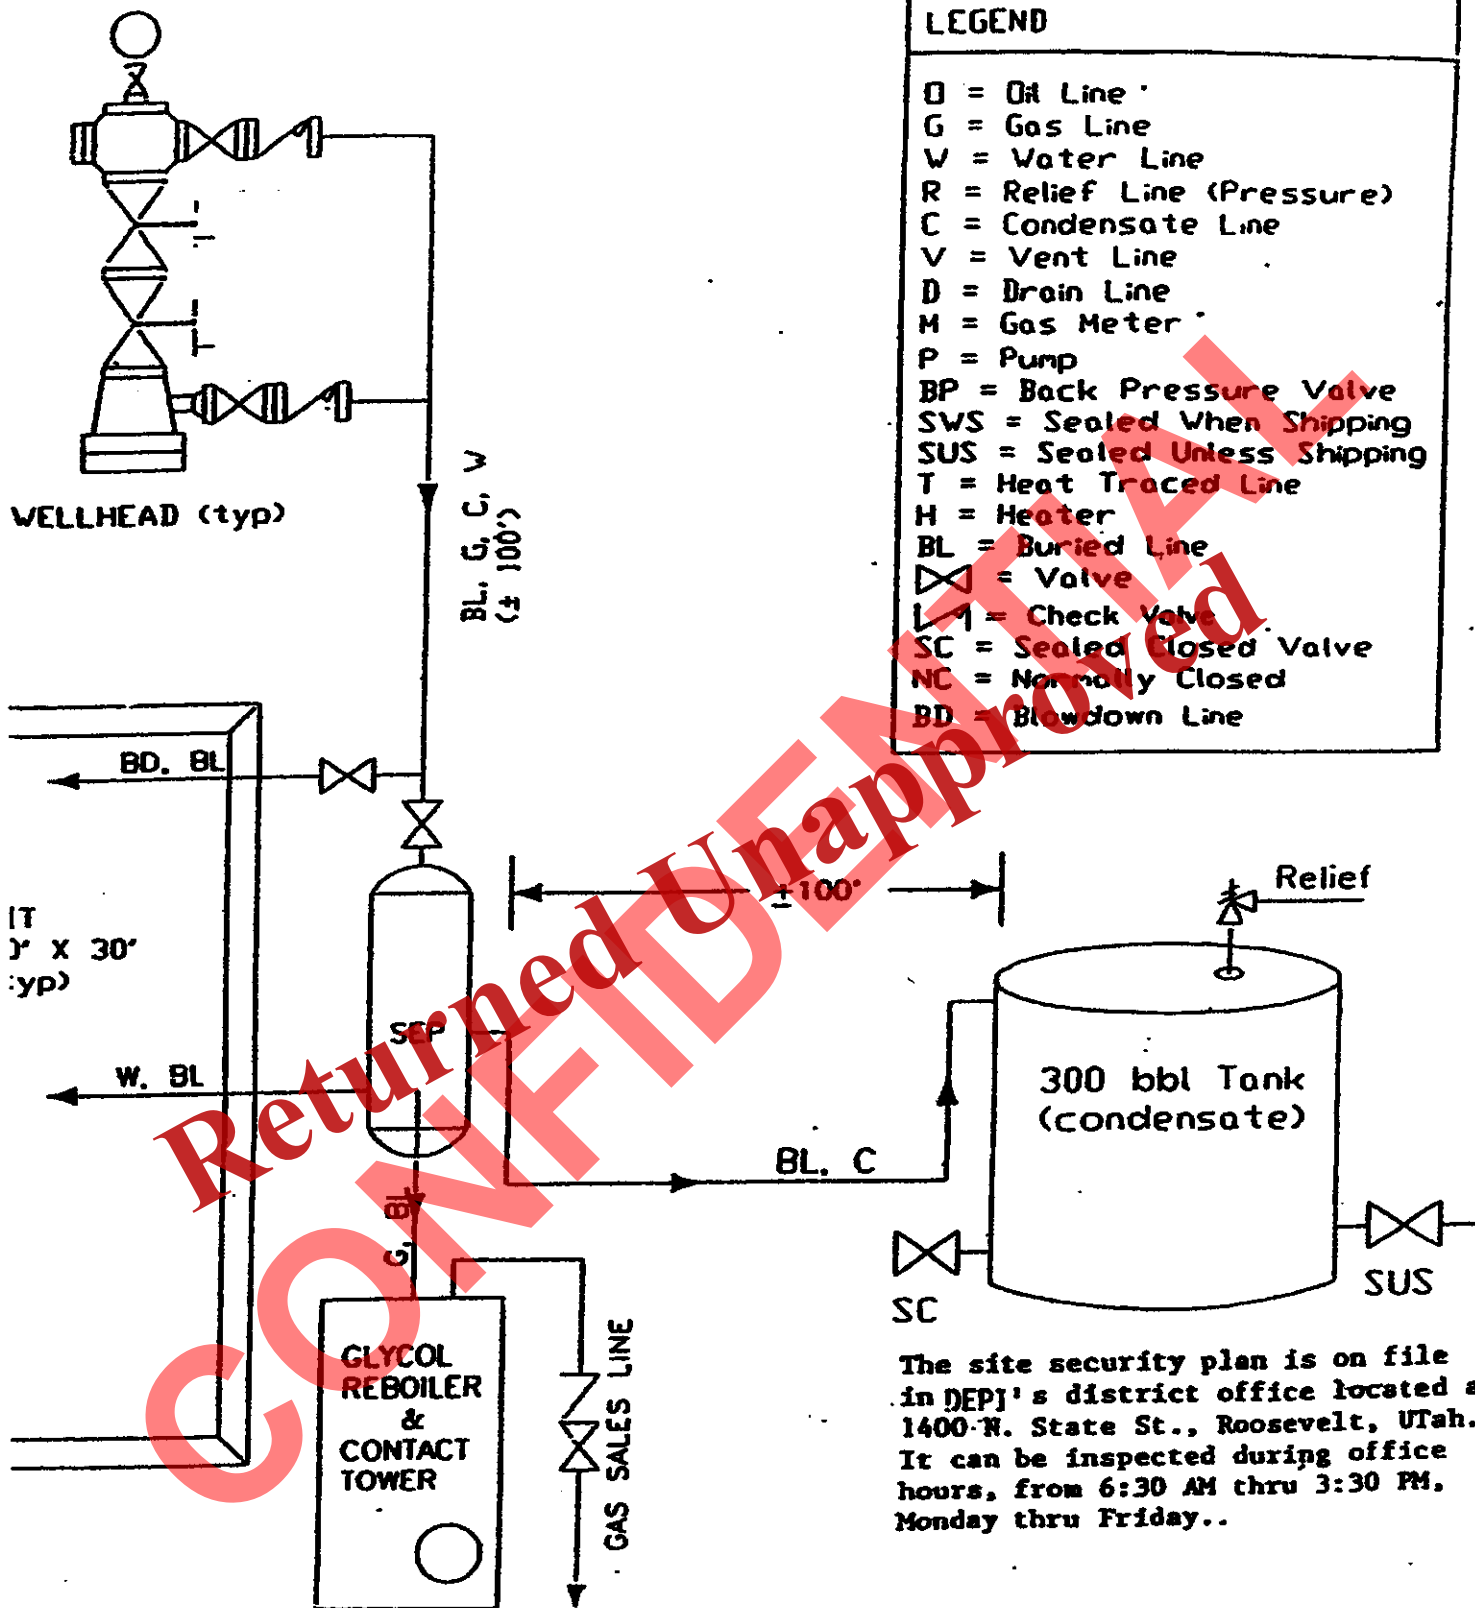 LEGEND
O = Oil Line
G = Gas Line
W = Water Line
R = Relief Line (Pressure)
C = Condensate Line
V = Vent Line
D = Drain Line
M = Gas Meter
P = Pump
BP = Back Pressure Valve
SWS = Sealed When Shipping
SUS = Sealed Unless Shipping
T = Heat Traced Line
H = Heater
BL = Buried Line
= Valve
= Check Valve
SC = Sealed Closed Valve
NC = Normally Closed
BD = Blowdown Line
WELLHEAD (typ)
BL. G, C, W
(± 100')
BD. BL
±100'
Relief
IT
0' X 30'
typ)
SEP
W. BL
300 bbl Tank
(condensate)
BL. C
G, BL
SC
SUS
GLYCOL
REBOILER
&
CONTACT
TOWER
GAS SALES LINE
The site security plan is on file
in DEPI's district office located a
1400 N. State St., Roosevelt, UTah.
It can be inspected during office
hours, from 6:30 AM thru 3:30 PM,
Monday thru Friday..
Returned Unapproved
CONFIDENTIAL